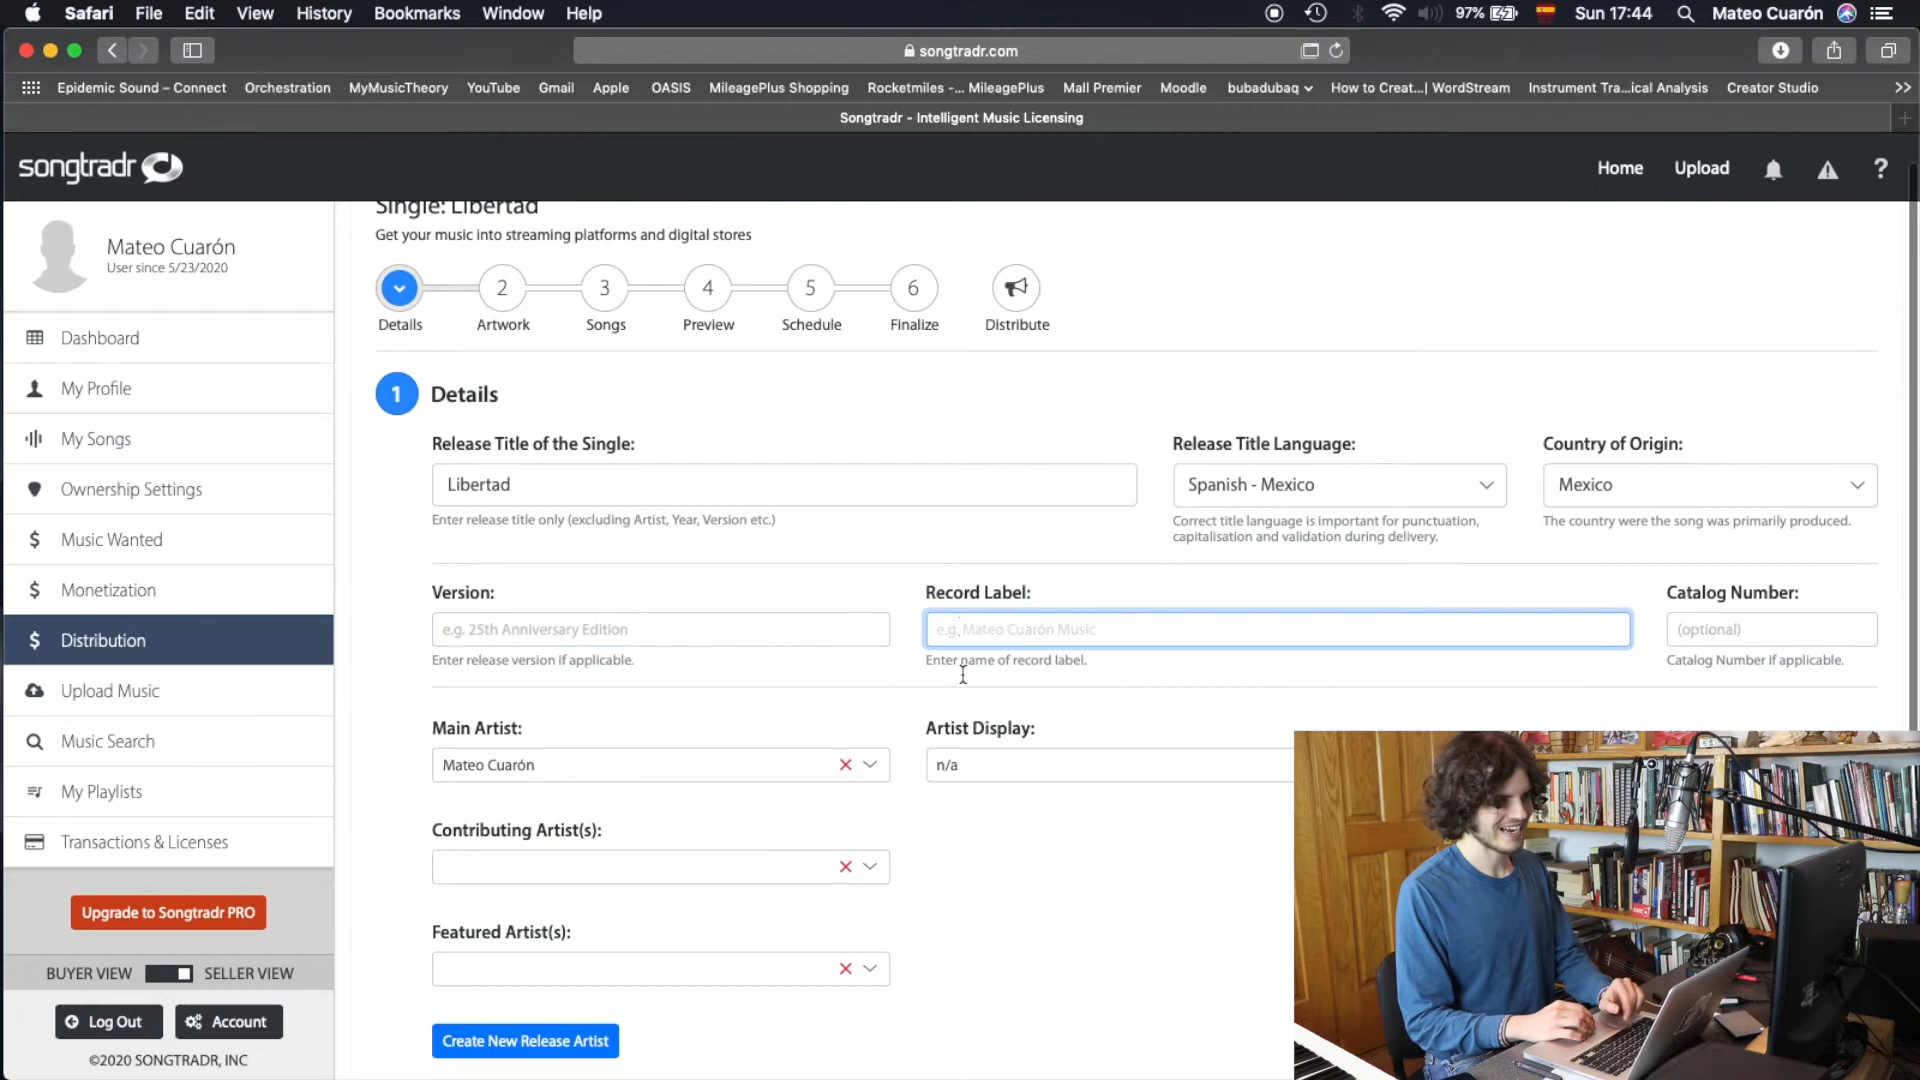 Safari File Edit View History Bookmarks Window Help 97% Sun 17:44 Mateo Cuarón
songtradr.com
Epidemic Sound – Connect Orchestration MyMusicTheory YouTube Gmail Apple OASIS MileagePlus Shopping Rocketmiles -... MileagePlus Mall Premier Moodle bubadubaq How to Creat...| WordStream Instrument Tra...ical Analysis Creator Studio
Songtradr - Intelligent Music Licensing
songtradr Home Upload ?
Mateo Cuarón
User since 5/23/2020
Dashboard
My Profile
My Songs
Ownership Settings
$ Music Wanted
$ Monetization
$ Distribution
Upload Music
Music Search
My Playlists
Transactions & Licenses
Upgrade to Songtradr PRO
BUYER VIEW SELLER VIEW
Log Out Account
©2020 SONGTRADR, INC
Single: Libertad
Get your music into streaming platforms and digital stores
2 3 4 5 6
Details Artwork Songs Preview Schedule Finalize Distribute
1 Details
Release Title of the Single: Release Title Language: Country of Origin:
Libertad Spanish - Mexico Mexico
Enter release title only (excluding Artist, Year, Version etc.) Correct title language is important for punctuation, The country were the song was primarily produced.
capitalisation and validation during delivery.
Version: Record Label: Catalog Number:
e.g. 25th Anniversary Edition e.g. Mateo Cuarón Music (optional)
Enter release version if applicable. Enter name of record label. Catalog Number if applicable.
Main Artist: Artist Display:
Mateo Cuarón n/a
Contributing Artist(s):
Featured Artist(s):
Create New Release Artist